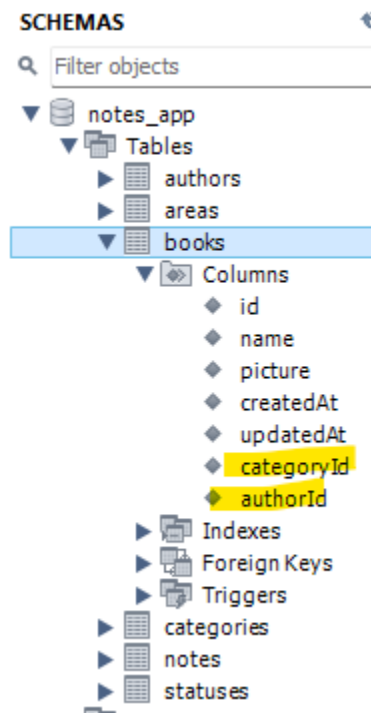 SCHEMAS
Filter objects
notes_app
Tables
authors
areas
books
Columns
id
name
picture
createdAt
updatedAt
categoryId
authorId
Indexes
Foreign Keys
Triggers
categories
notes
statuses